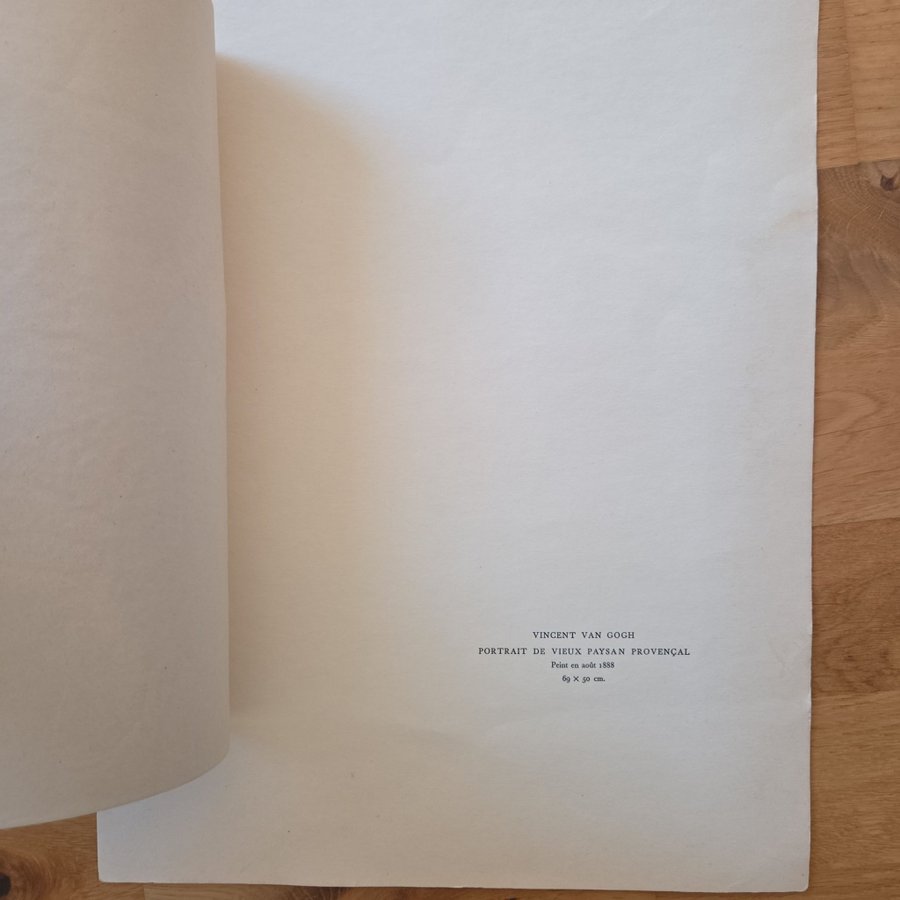 VINCENT VAN GOGH
PORTRAIT DE VIEUX PAYSAN PROVENÇAL
Peint en août 1888
69 × 50 cm.